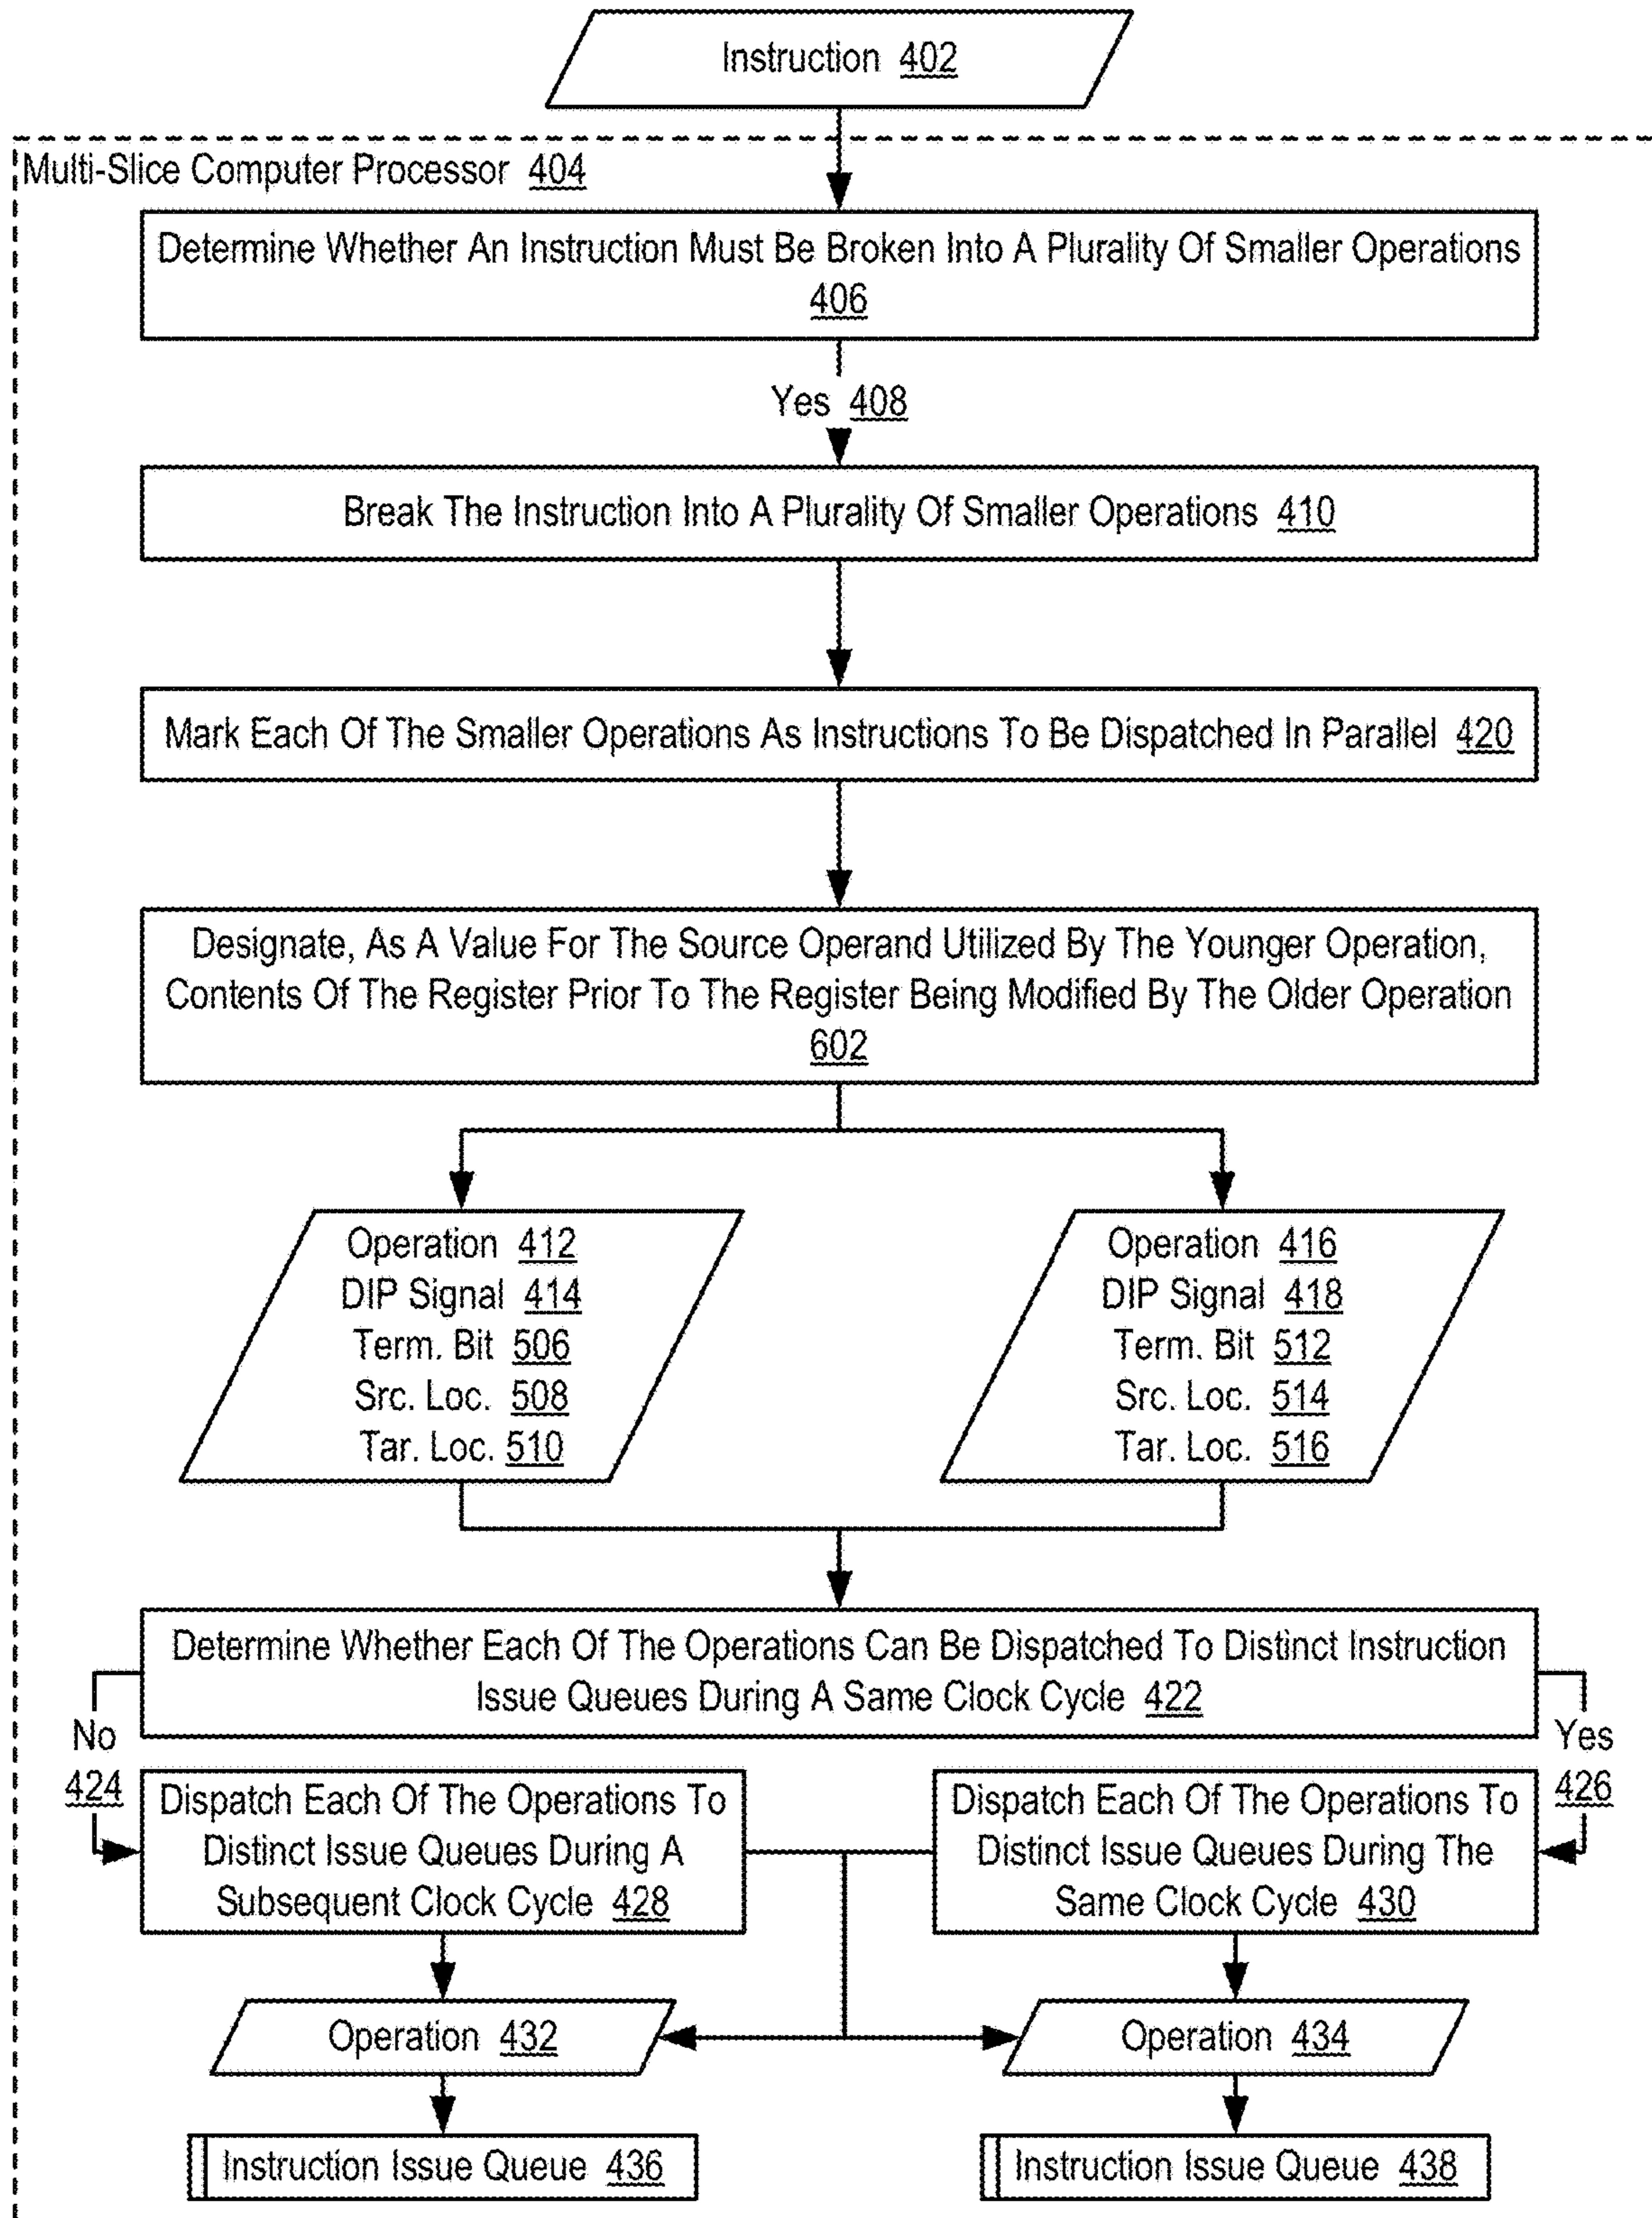 Instruction 402
Multi-Slice Computer Processor 404
Determine Whether An Instruction Must Be Broken Into A Plurality Of Smaller Operations
406
Yes 408
Break The Instruction Into A Plurality Of Smaller Operations 410
Mark Each Of The Smaller Operations As Instructions To Be Dispatched In Parallel 420
Designate, As A Value For The Source Operand Utilized By The Younger Operation,
Contents Of The Register Prior To The Register Being Modified By The Older Operation
602
Operation 412
DIP Signal 414
Term. Bit 506
Src. Loc. 508
Tar. Loc. 510
Operation 416
DIP Signal 418
Term. Bit 512
Src. Loc. 514
Tar. Loc. 516
Determine Whether Each Of The Operations Can Be Dispatched To Distinct Instruction
Issue Queues During A Same Clock Cycle 422
No
424
Yes
426
Dispatch Each Of The Operations To
Distinct Issue Queues During A
Subsequent Clock Cycle 428
Dispatch Each Of The Operations To
Distinct Issue Queues During The
Same Clock Cycle 430
Operation 432
Operation 434
Instruction Issue Queue 436
Instruction Issue Queue 438